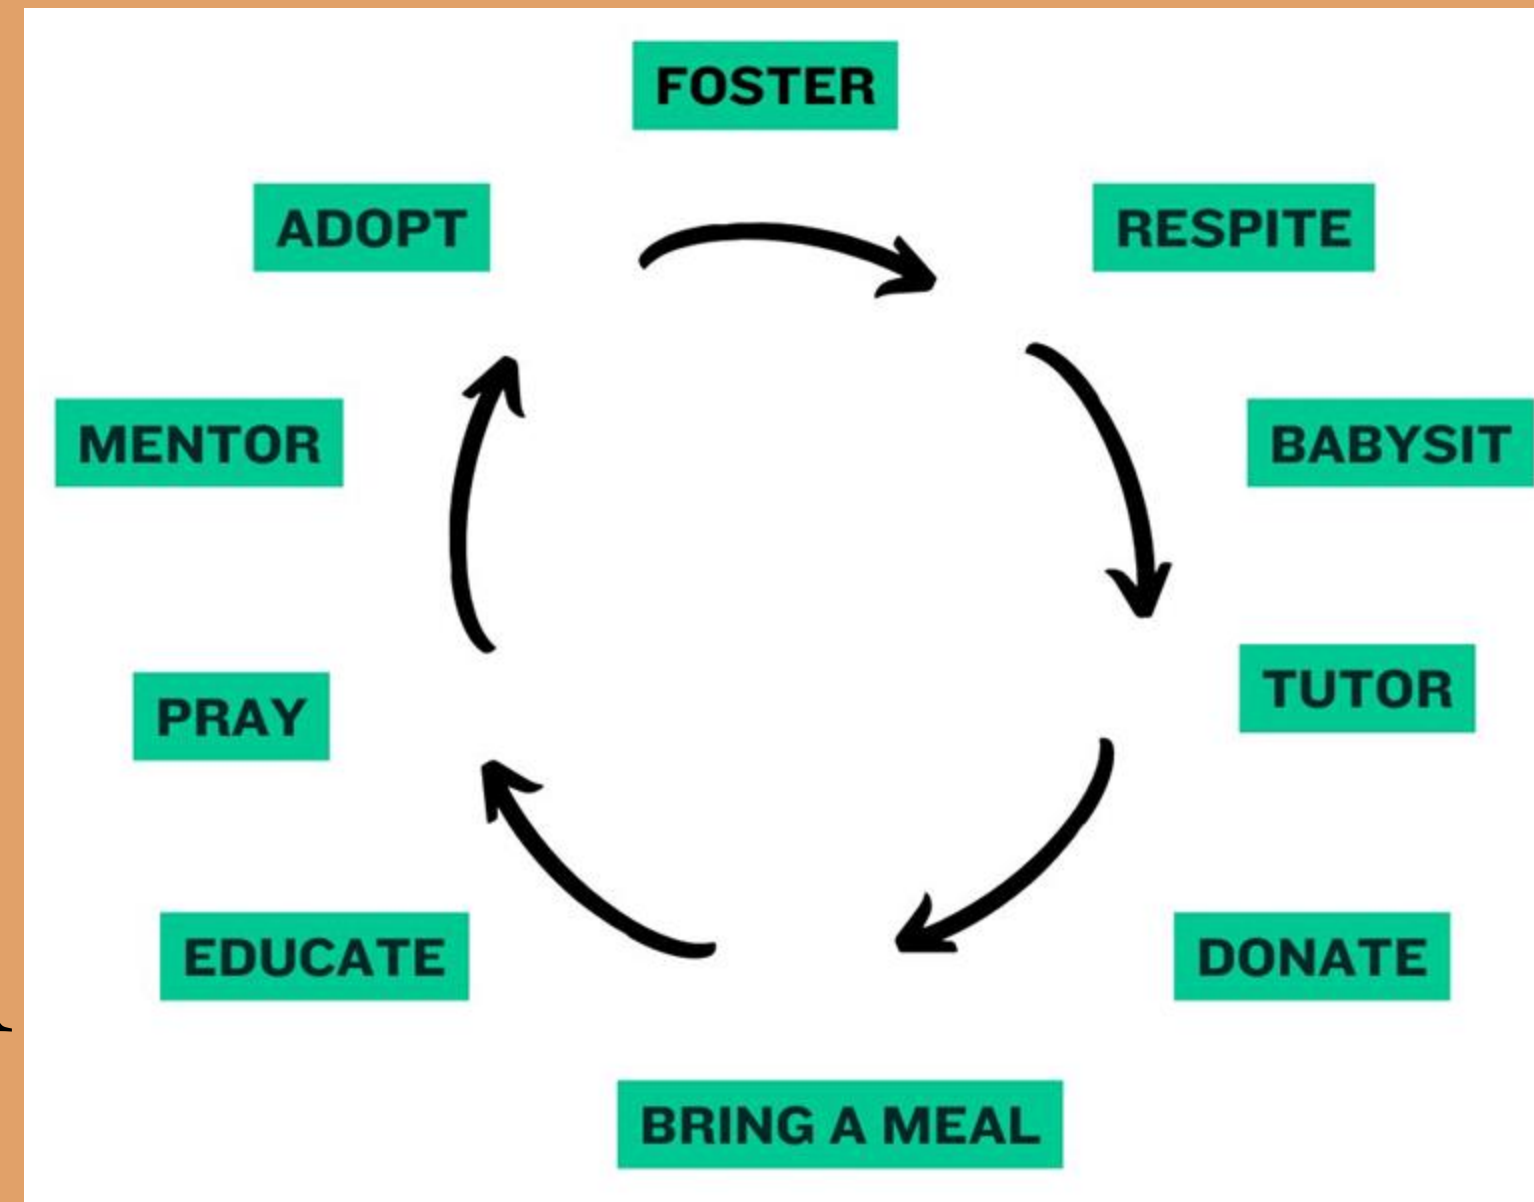 FOSTER
RESPITE
BABYSIT
TUTOR
DONATE
BRING A MEAL
EDUCATE
PRAY
MENTOR
ADOPT